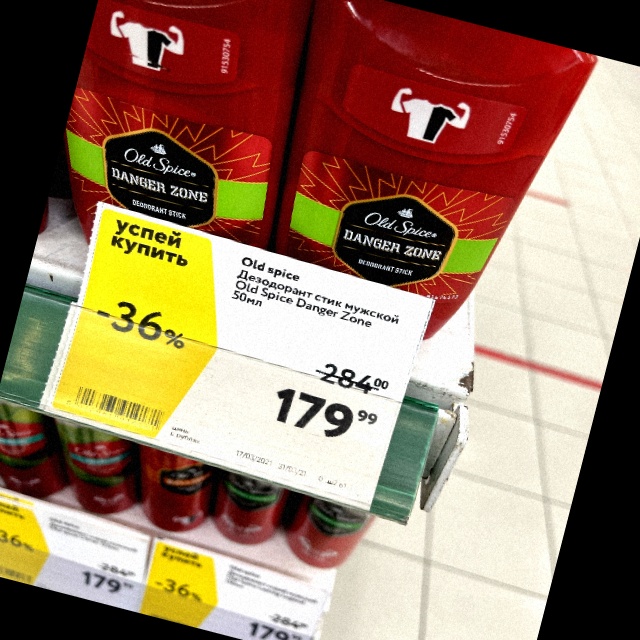 91530754
Old Spice
DANGER ZONE
DEODORANT STICK
91530754
Old Spice
DANGER ZONE
DEODORANT STICK
успей
купить
-36%
Old spice
Дезодорант стик мужской
Old Spice Danger Zone
50мл
284 00
179 99
17/03/2021
36%
284
179
успей
купить
-36%
284
179